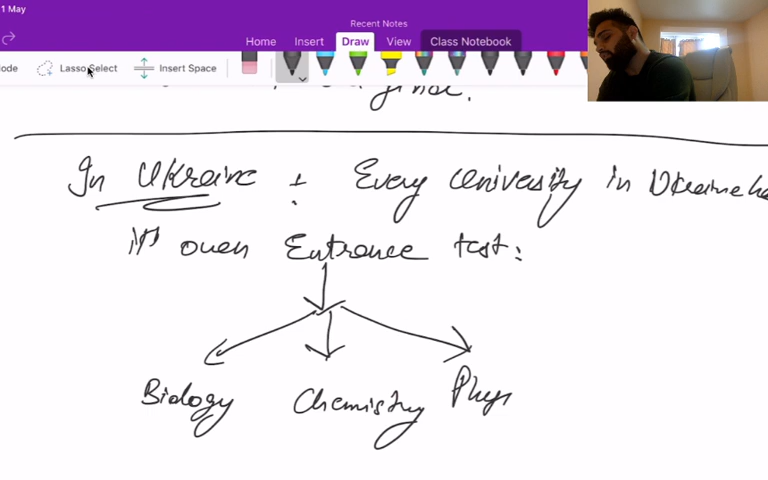 1 May
Recent Notes
Home Insert Draw View Class Notebook
ode Lasso Select Insert Space
In Ukraine : Every University in Ukraine ha
its own Entrance test:
Biology Chemistry Phys